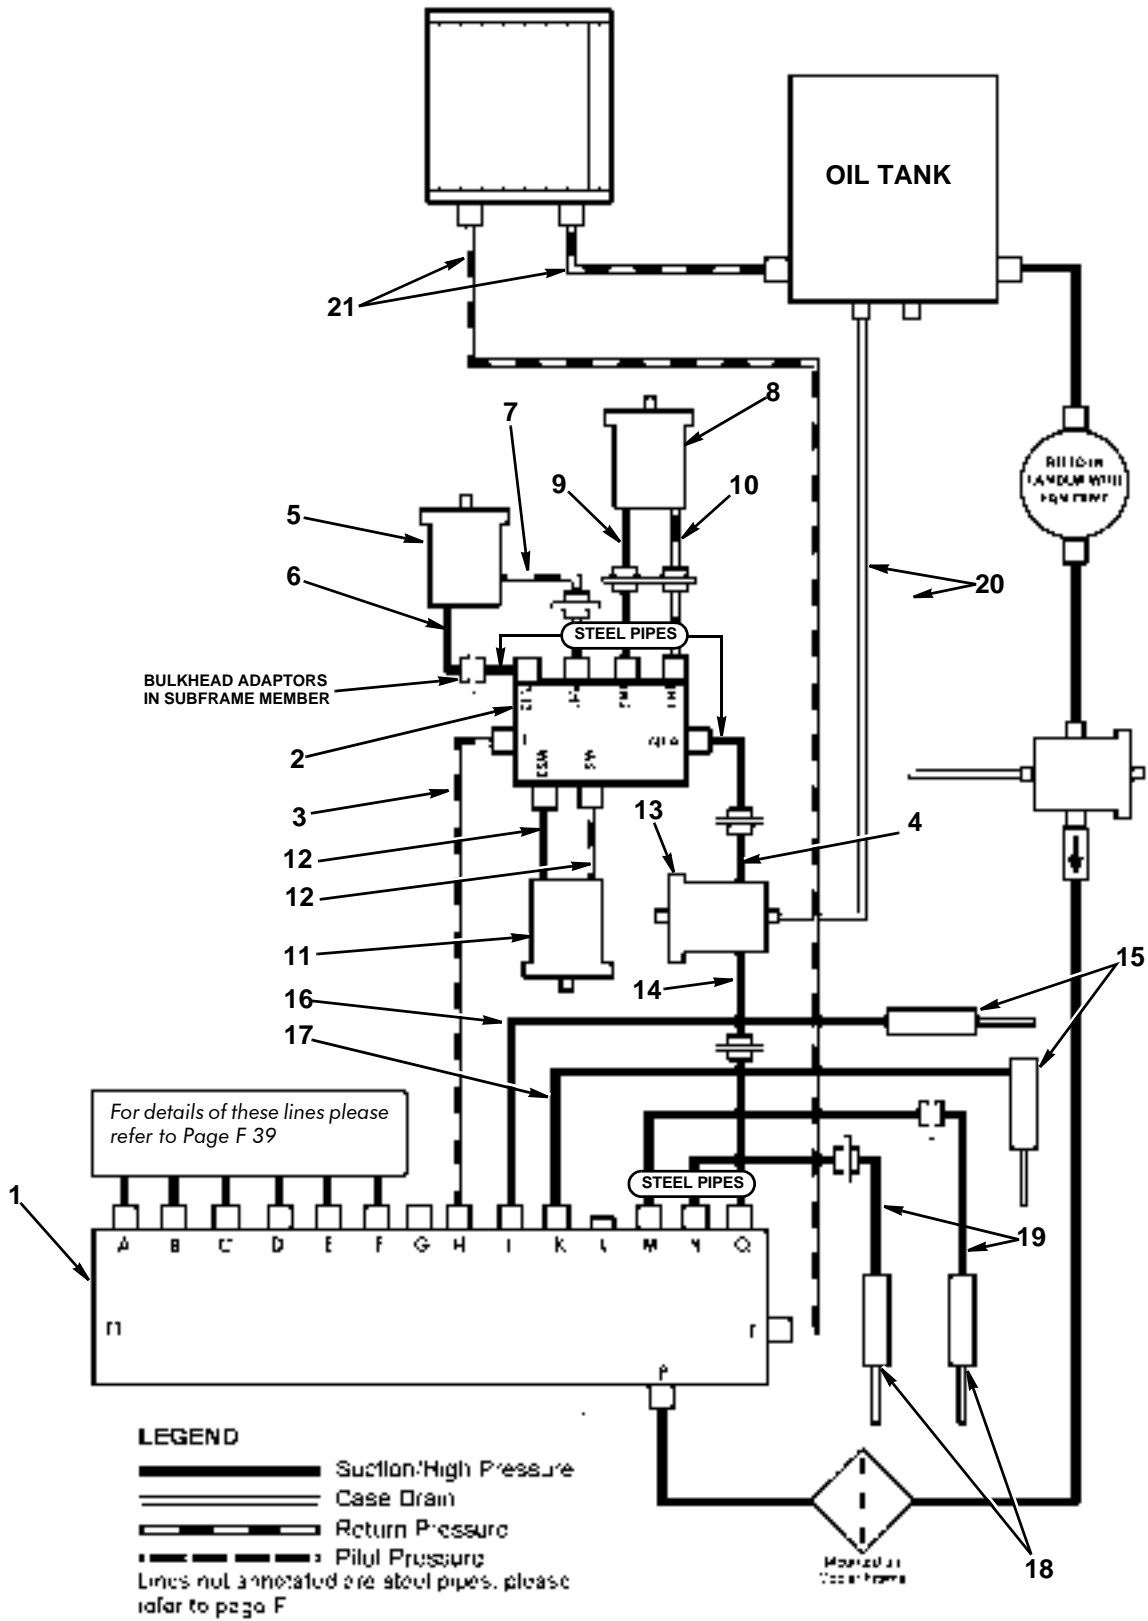 OIL TANK
21
8
7
9
10
5
6
20
STEEL PIPES
BULKHEAD ADAPTORS
IN SUBFRAME MEMBER
2
3
13
4
12
12
11
14
15
16
17
For details of these lines please
refer to Page F 39
STEEL PIPES
1
A B C D E F G H I K L M N Q
19
T
P
LEGEND
Suction/High Pressure
Case Drain
Return Pressure
Pilot Pressure
Lines not annotated are steel pipes, please
refer to page F
18